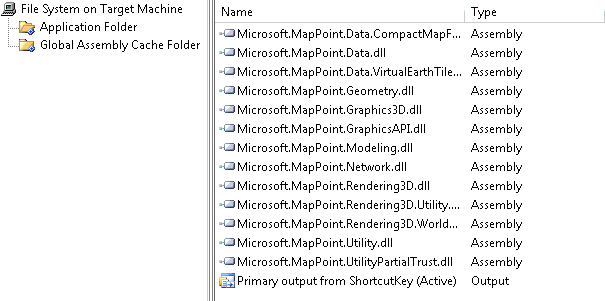 File System on Target Machine
Application Folder
Global Assembly Cache Folder
Name Type
Microsoft.MapPoint.Data.CompactMapF... Assembly
Microsoft.MapPoint.Data.dll Assembly
Microsoft.MapPoint.Data.VirtualEarthTile... Assembly
Microsoft.MapPoint.Geometry.dll Assembly
Microsoft.MapPoint.Graphics3D.dll Assembly
Microsoft.MapPoint.GraphicsAPI.dll Assembly
Microsoft.MapPoint.Modeling.dll Assembly
Microsoft.MapPoint.Network.dll Assembly
Microsoft.MapPoint.Rendering3D.dll Assembly
Microsoft.MapPoint.Rendering3D.Utility.... Assembly
Microsoft.MapPoint.Rendering3D.World... Assembly
Microsoft.MapPoint.Utility.dll Assembly
Microsoft.MapPoint.UtilityPartialTrust.dll Assembly
Primary output from ShortcutKey (Active) Output